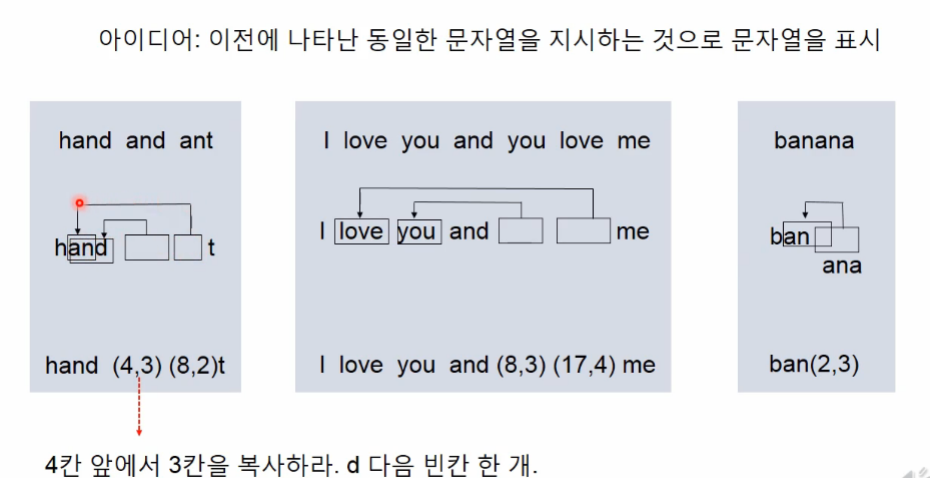 아이디어: 이전에 나타난 동일한 문자열을 지시하는 것으로 문자열을 표시
hand and ant
hand t
hand (4,3) (8,2)t
I love you and you love me
I love you and me
I love you and (8,3) (17,4) me
banana
ban
ana
ban(2,3)
4칸 앞에서 3칸을 복사하라. d 다음 빈칸 한 개.